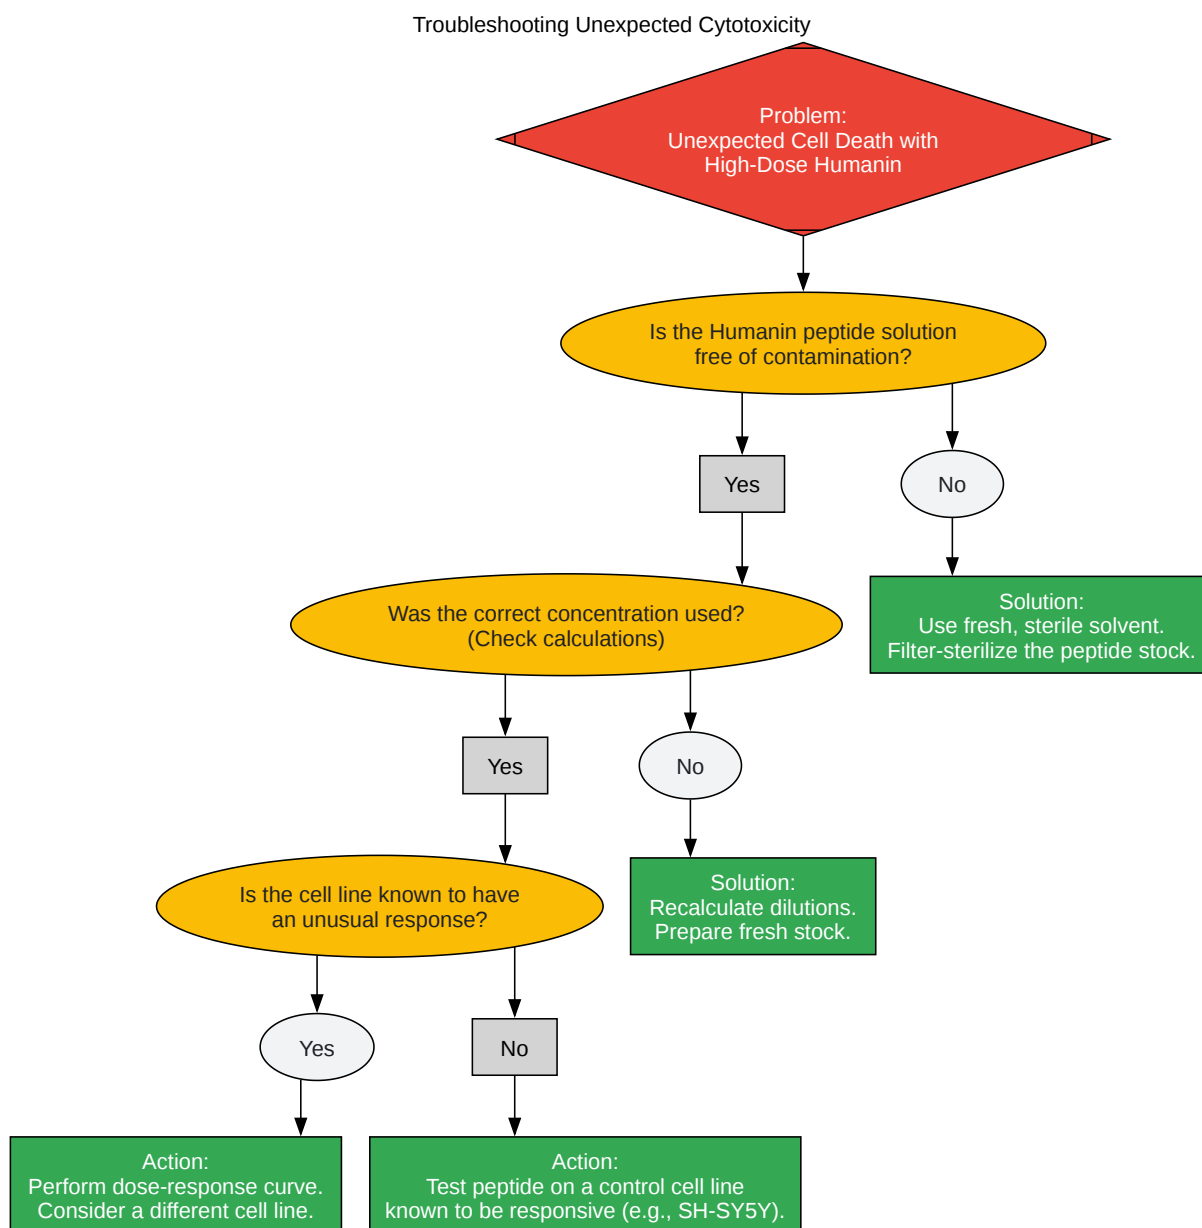 Troubleshooting Unexpected Cytotoxicity
Problem:
Unexpected Cell Death with
High-Dose Humanin
Is the Humanin peptide solution
free of contamination?
Yes
No
Was the correct concentration used?
(Check calculations)
Solution:
Use fresh, sterile solvent.
Filter-sterilize the peptide stock.
Yes
No
Is the cell line known to have
an unusual response?
Solution:
Recalculate dilutions.
Prepare fresh stock.
Yes
No
Action:
Perform dose-response curve.
Consider a different cell line.
Action:
Test peptide on a control cell line
known to be responsive (e.g., SH-SY5Y).